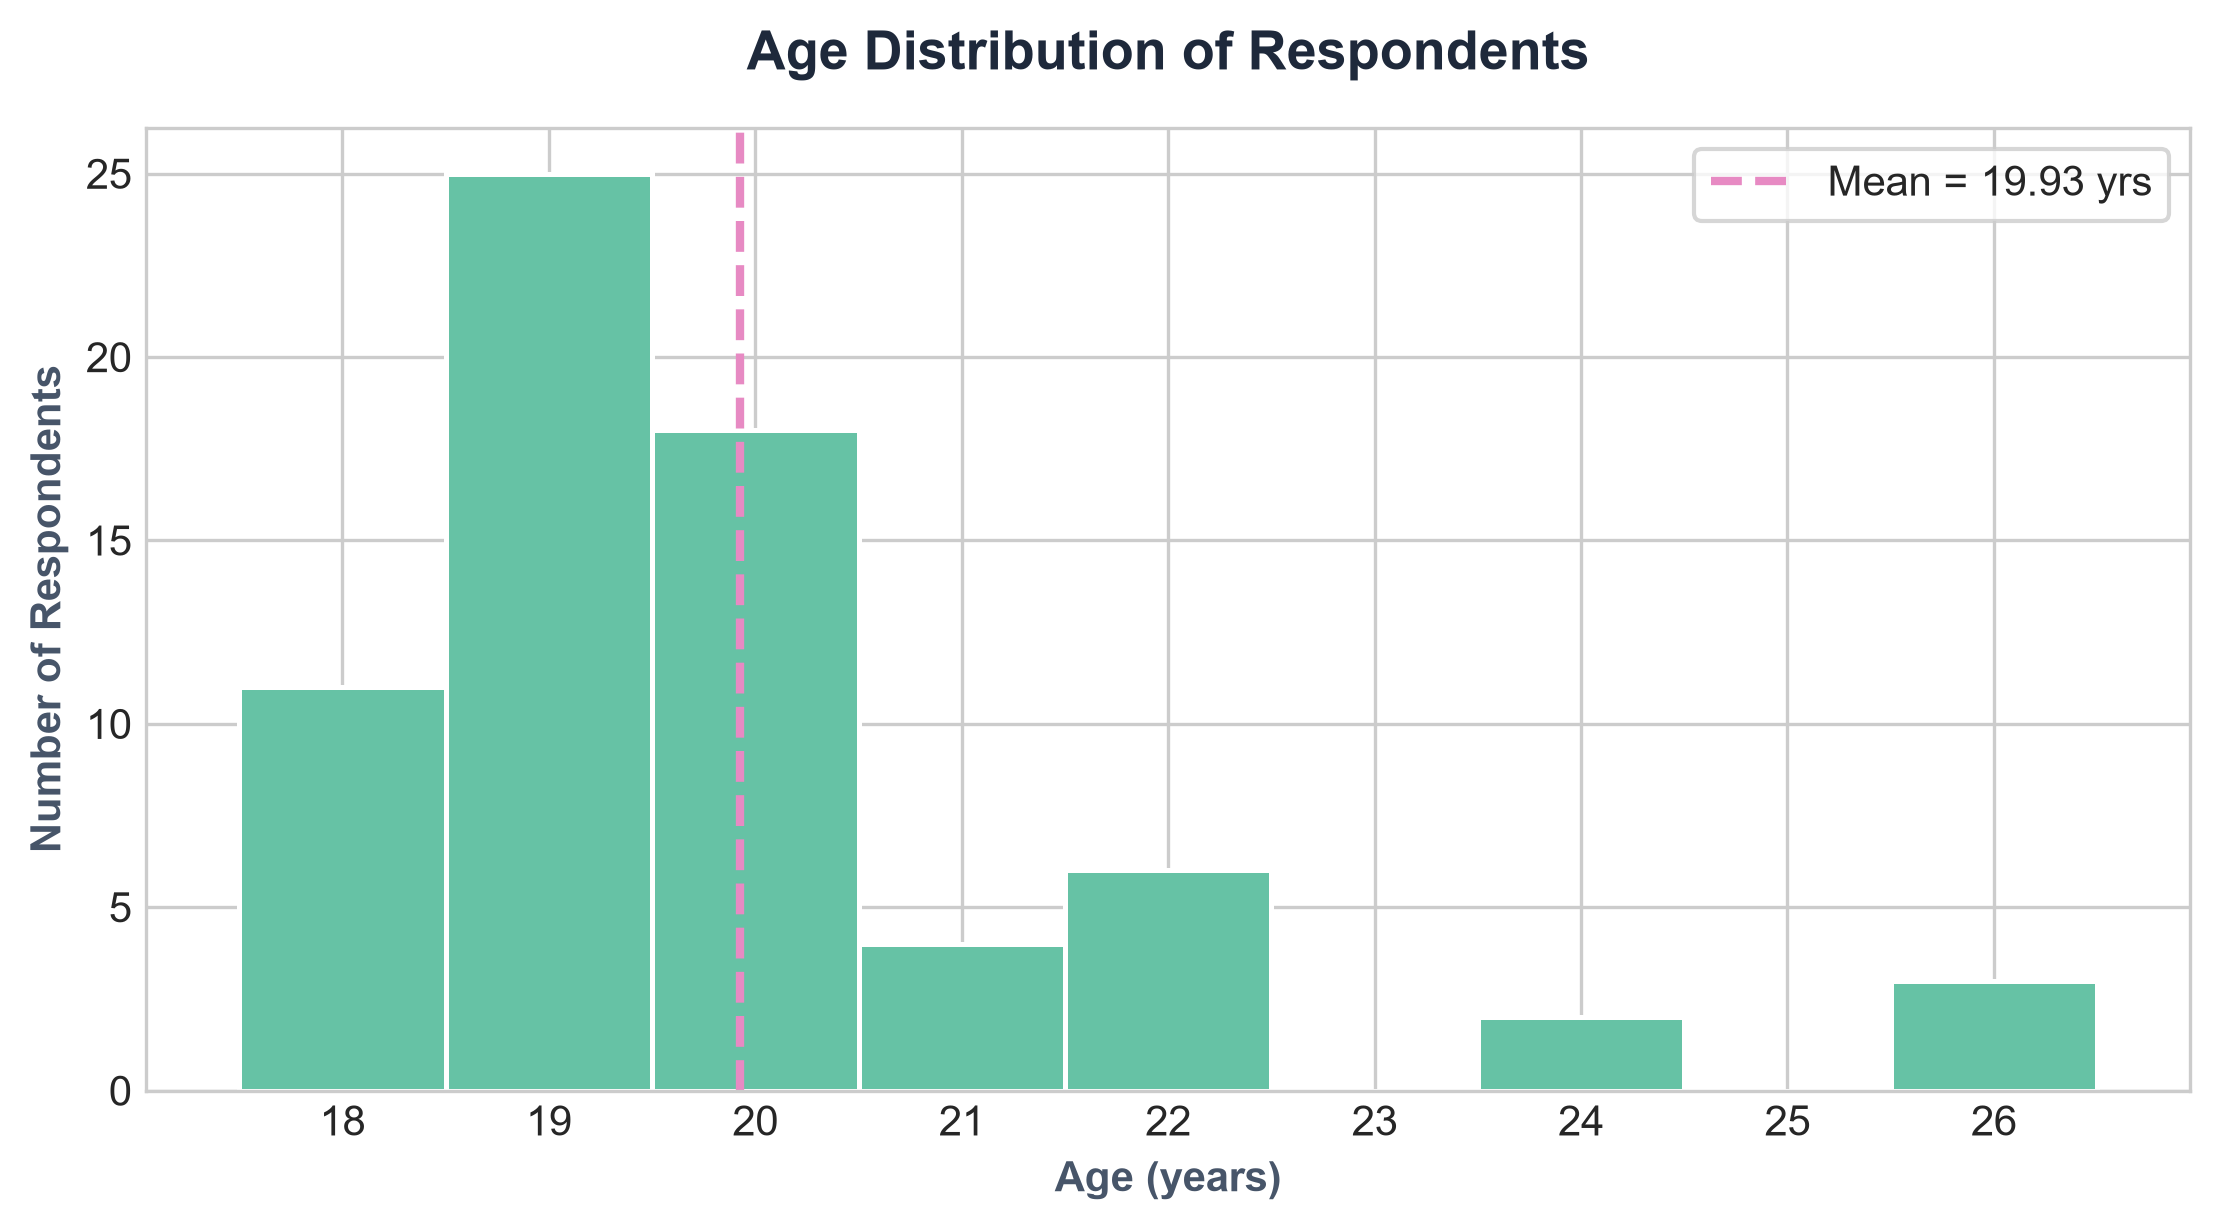 Age Distribution of Respondents
Mean = 19.93 yrs
Number of Respondents
25
20
15
10
5
0
18 19 20 21 22 23 24 25 26
Age (years)